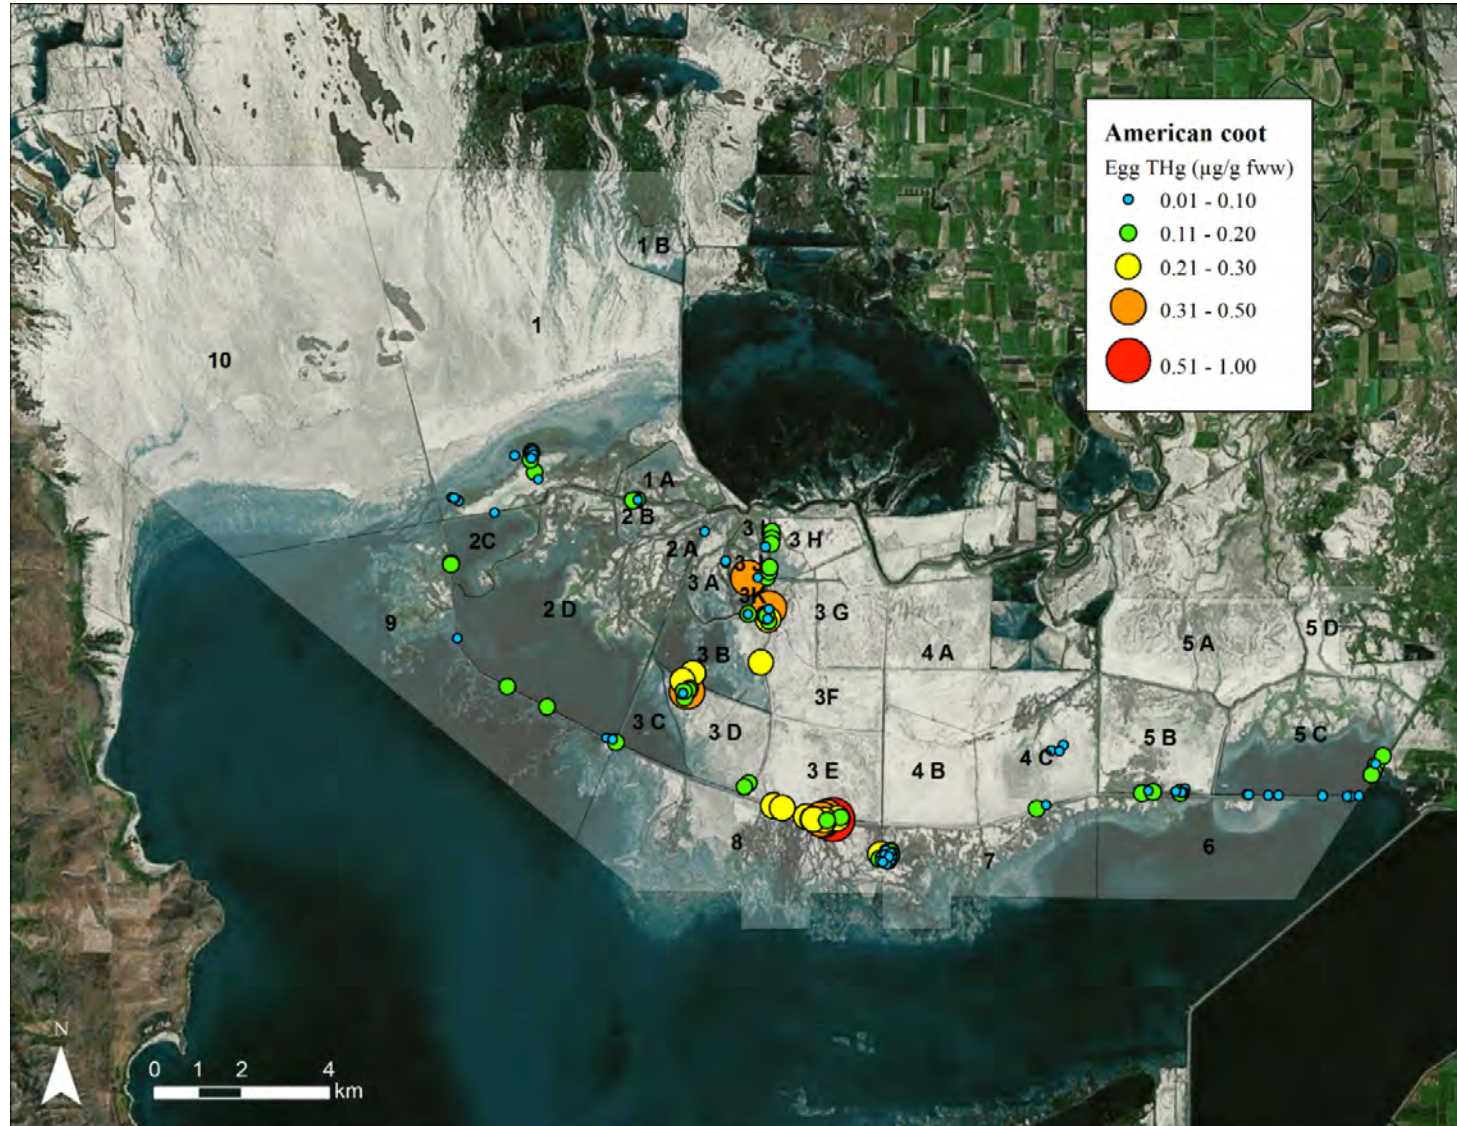 American coot
Egg THg (µg/g fww)
0.01 - 0.10
0.11 - 0.20
0.21 - 0.30
0.31 - 0.50
0.51 - 1.00
1 B
1
10
1 A
2 B
2C
2 A
3 I
3 H
3 J
3 A
3K
3 G
2 D
9
5 D
5 A
4 A
3 B
3F
3 C
3 D
5 B
5 C
3 E
4 B
4 C
8
7
6
N
0 1 2 4
km